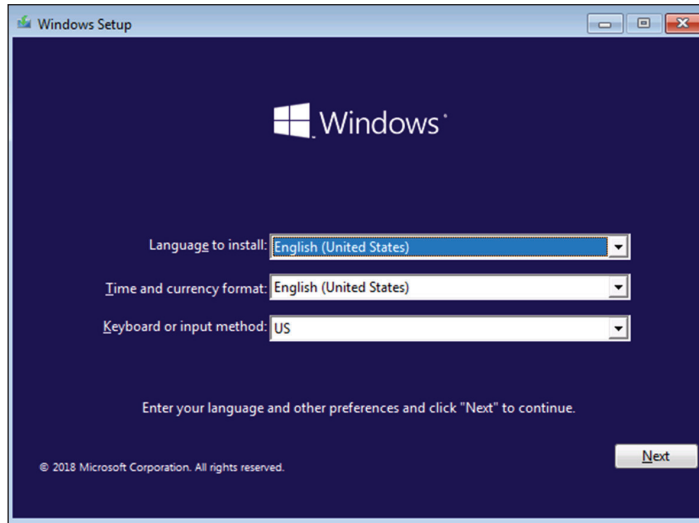 Windows Setup
Windows
Language to install: English (United States)
Time and currency format: English (United States)
Keyboard or input method: US
Enter your language and other preferences and click "Next" to continue.
Next
© 2018 Microsoft Corporation. All rights reserved.